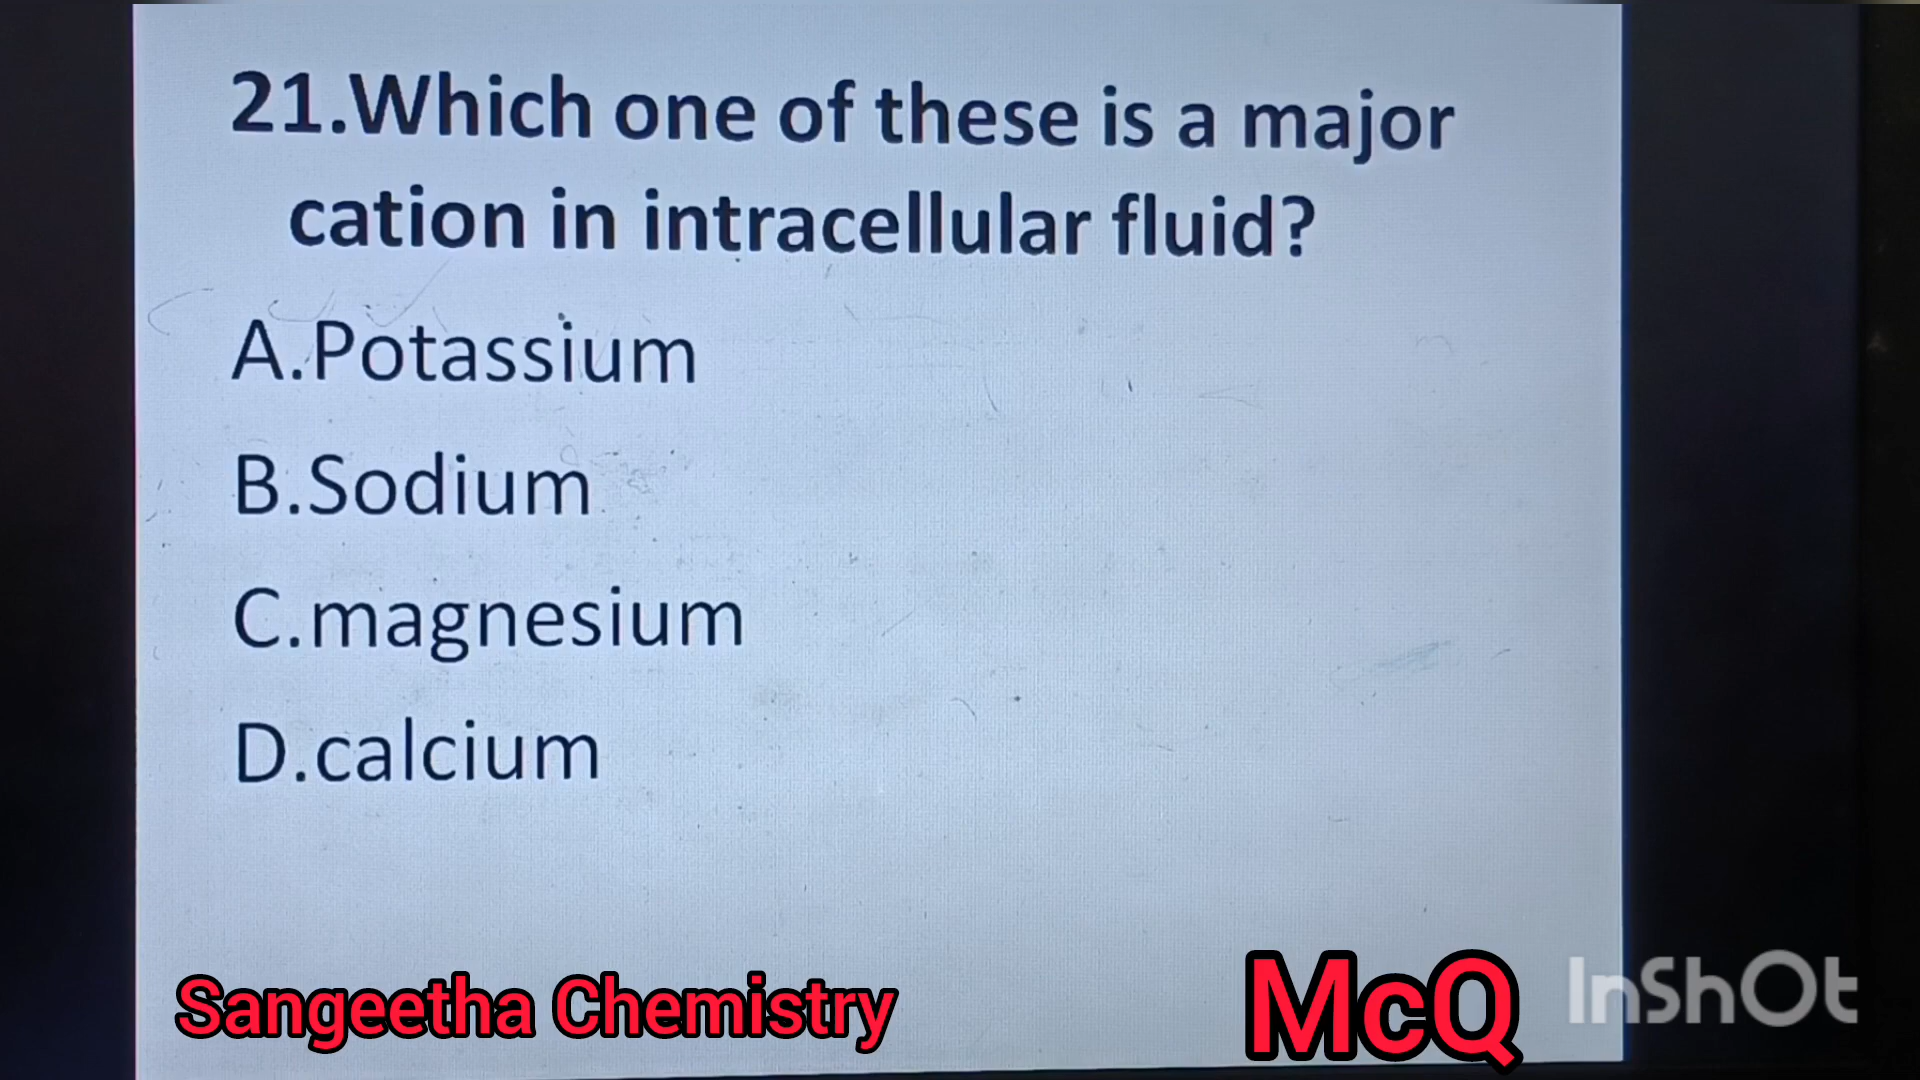 21.Which one of these is a major
cation in intracellular fluid?
A.Potassium
B.Sodium
C.magnesium
D.calcium
Sangeetha Chemistry
McQ
InShOt